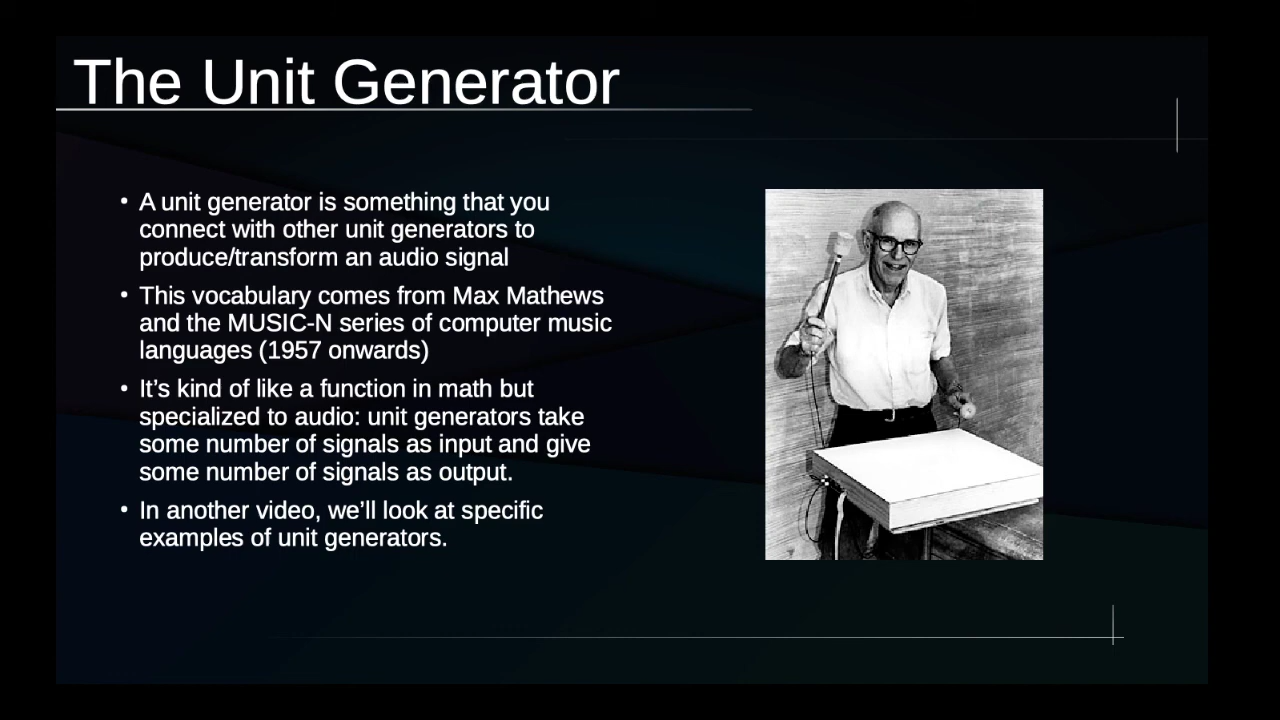 The Unit Generator
• A unit generator is something that you
connect with other unit generators to
produce/transform an audio signal
• This vocabulary comes from Max Mathews
and the MUSIC-N series of computer music
languages (1957 onwards)
• It’s kind of like a function in math but
specialized to audio: unit generators take
some number of signals as input and give
some number of signals as output.
• In another video, we’ll look at specific
examples of unit generators.